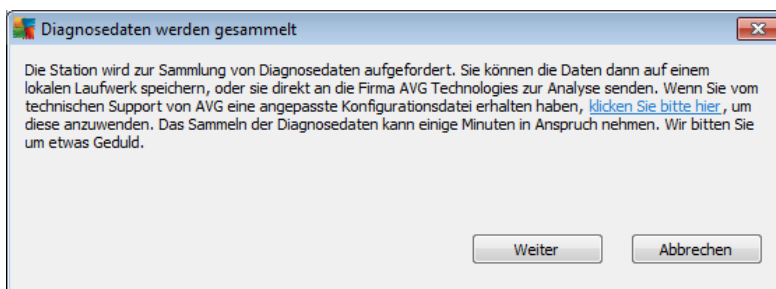 Diagnosedaten werden gesammelt
Die Station wird zur Sammlung von Diagnosedaten aufgefordert. Sie können die Daten dann auf einem
lokalen Laufwerk speichern, oder sie direkt an die Firma AVG Technologies zur Analyse senden. Wenn Sie vom
technischen Support von AVG eine angepasste Konfigurationsdatei erhalten haben, klicken Sie bitte hier, um
diese anzuwenden. Das Sammeln der Diagnosedaten kann einige Minuten in Anspruch nehmen. Wir bitten Sie
um etwas Geduld.
Weiter Abbrechen